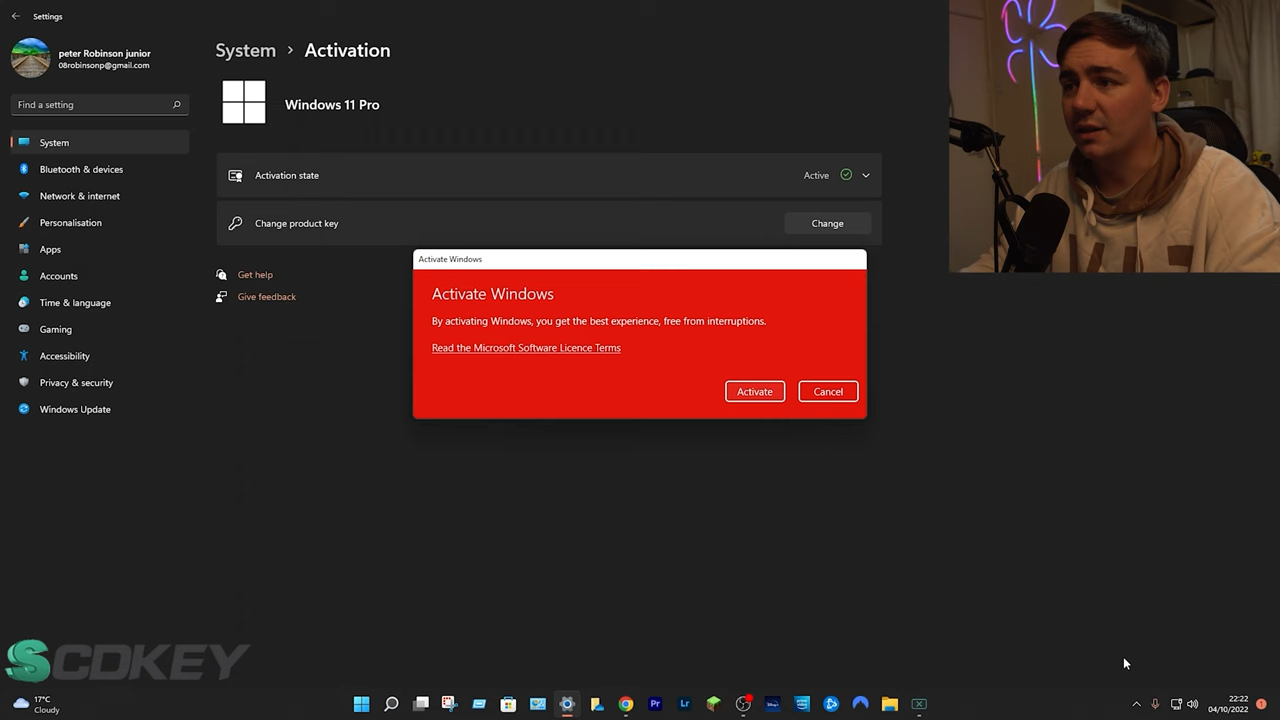 Settings
peter Robinson junior
08robinsonp@gmail.com
Find a setting
System
Bluetooth & devices
Network & internet
Personalisation
Apps
Accounts
Time & language
Gaming
Accessibility
Privacy & security
Windows Update
System > Activation
Windows 11 Pro
Activation state
Active
Change product key
Change
Get help
Give feedback
Activate Windows
Activate Windows
By activating Windows, you get the best experience, free from interruptions.
Read the Microsoft Software Licence Terms
Activate
Cancel
SCDKEY
17°C
Cloudy
Pr
Lr
22:22
04/10/2022
1